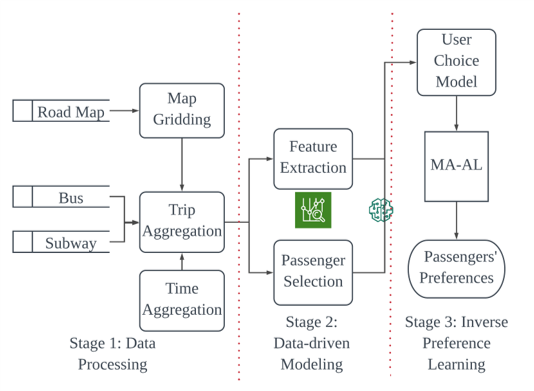 Road Map
Map
Gridding
Bus
Subway
Trip
Aggregation
Time
Aggregation
Stage 1: Data
Processing
Feature
Extraction
Passenger
Selection
Stage 2:
Data-driven
Modeling
User
Choice
Model
MA-AL
Passengers'
Preferences
Stage 3: Inverse
Preference
Learning